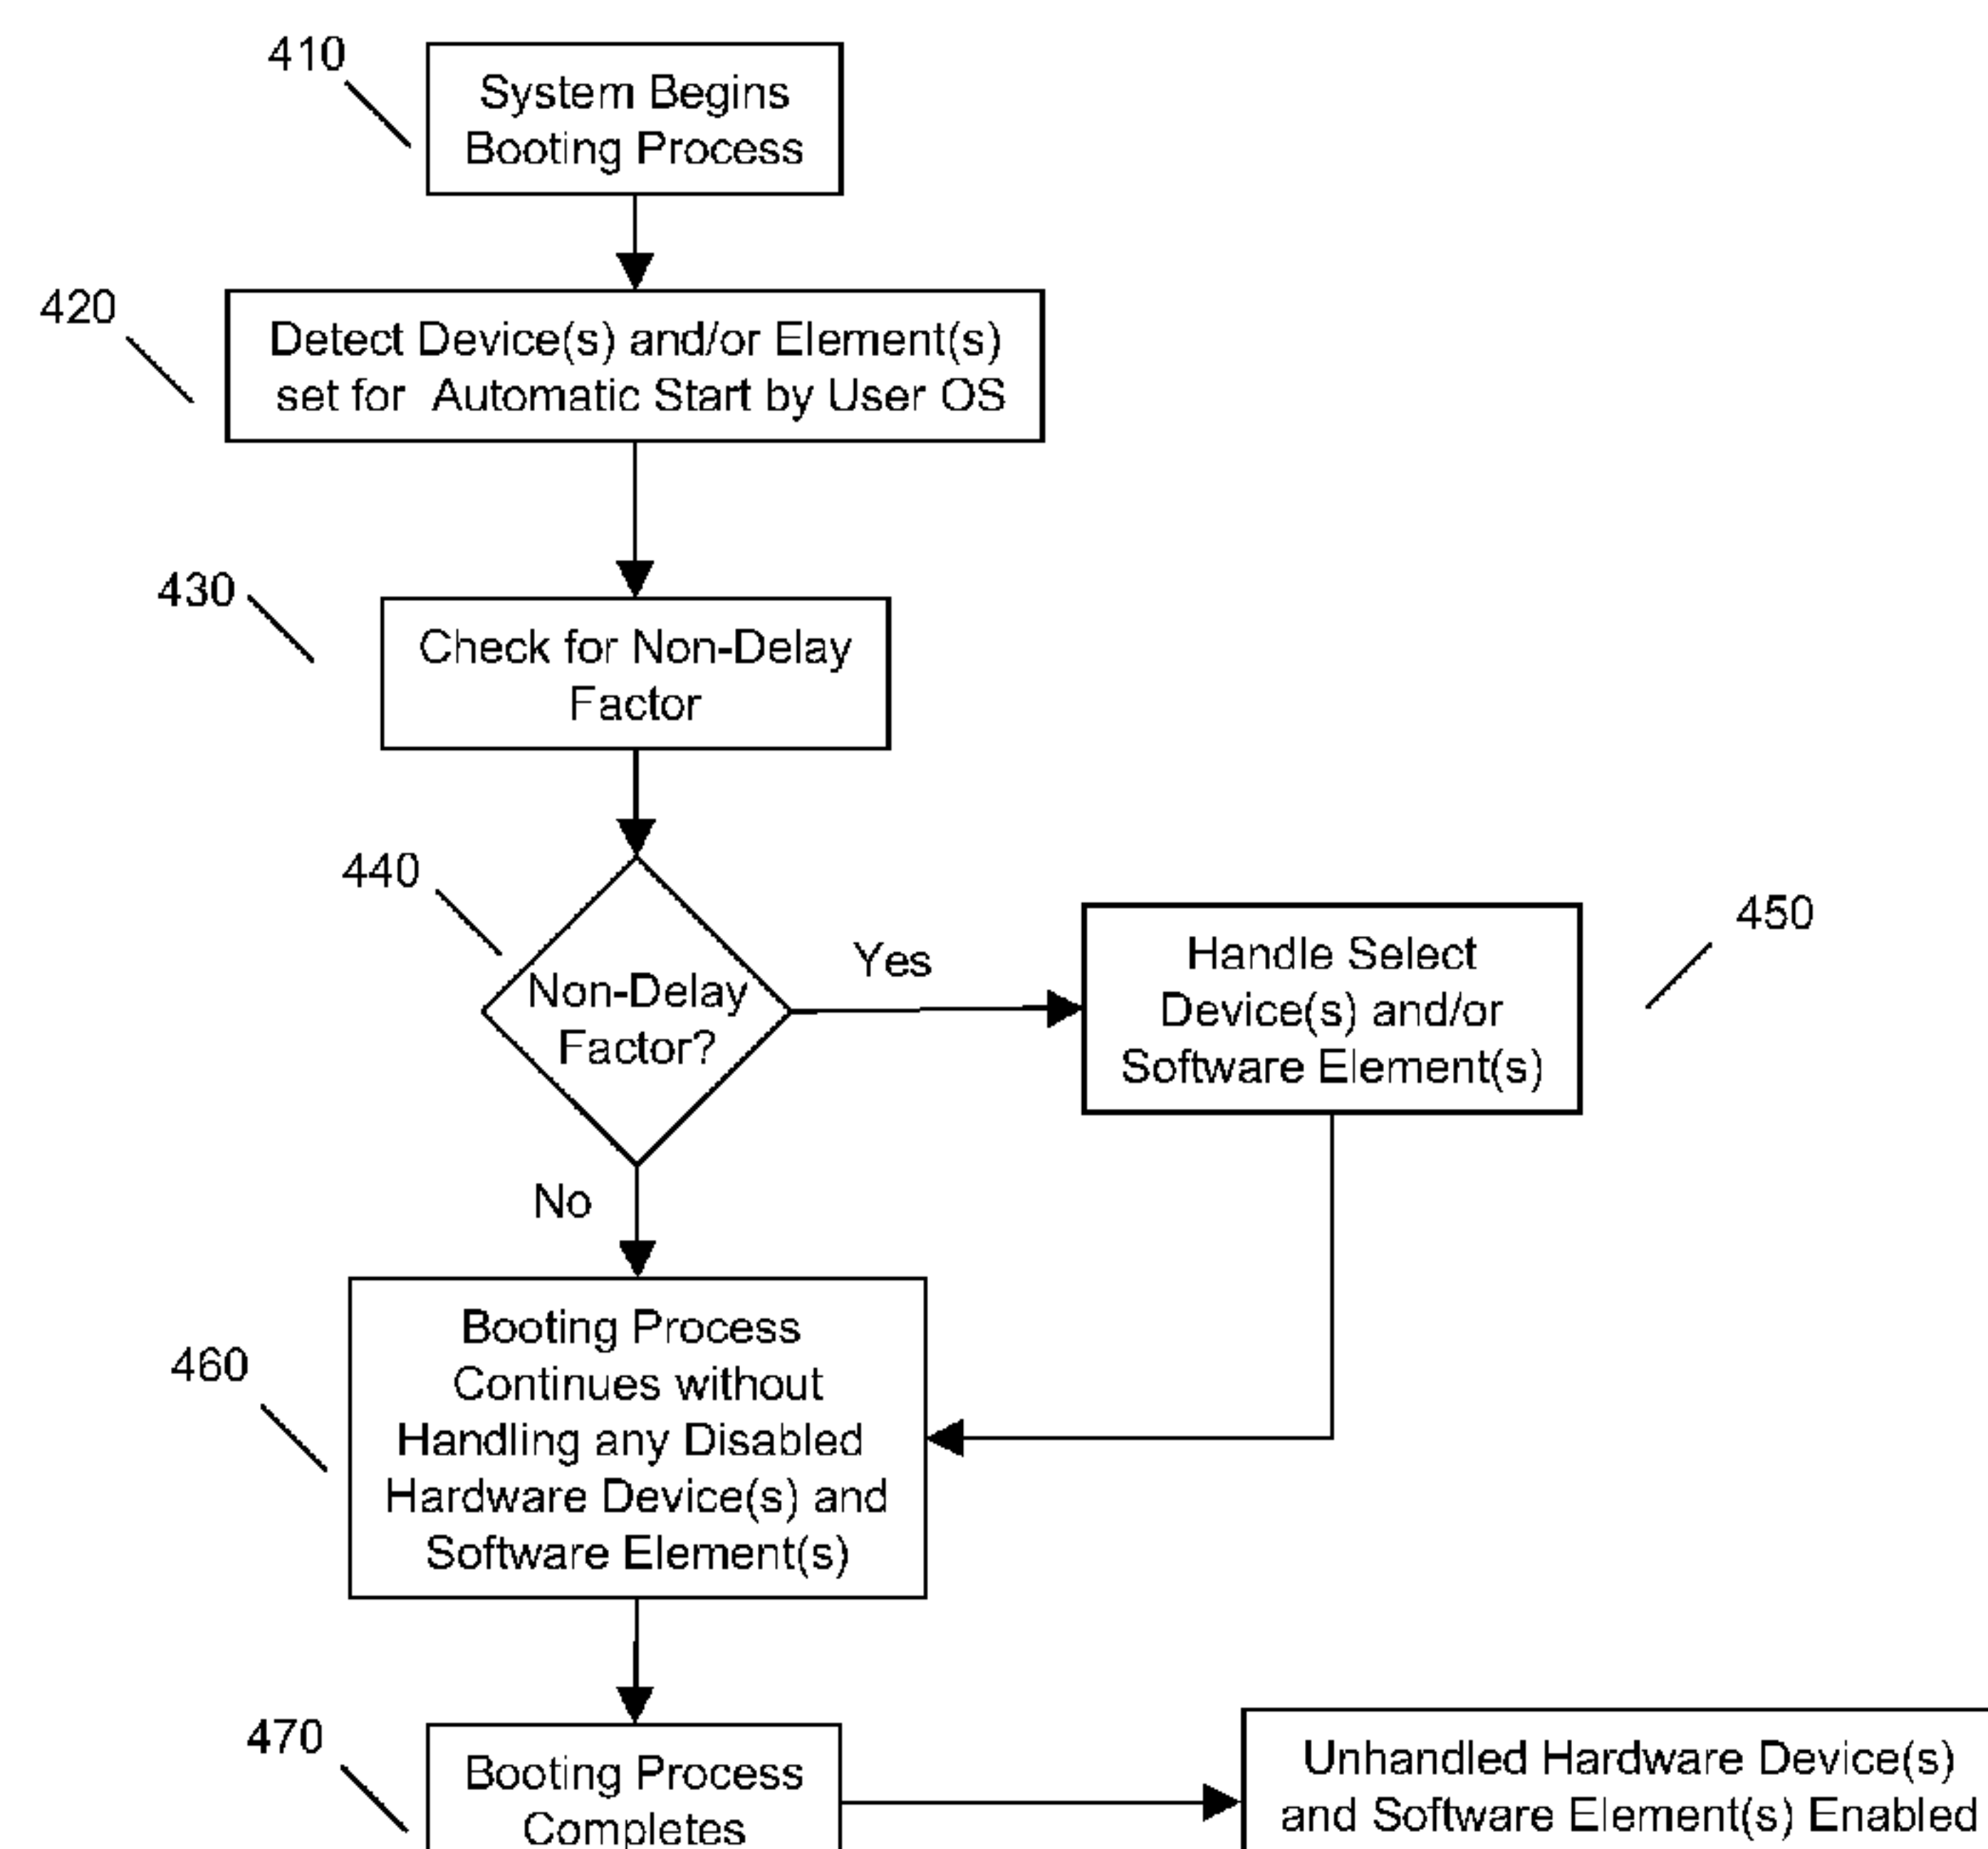 410
System Begins
Booting Process
420
Detect Device(s) and/or Element(s)
set for Automatic Start by User OS
430
Check for Non-Delay
Factor
440
Non-Delay
Factor?
Yes
450
Handle Select
Device(s) and/or
Software Element(s)
No
460
Booting Process
Continues without
Handling any Disabled
Hardware Device(s) and
Software Element(s)
470
Booting Process
Completes
Unhandled Hardware Device(s)
and Software Element(s) Enabled